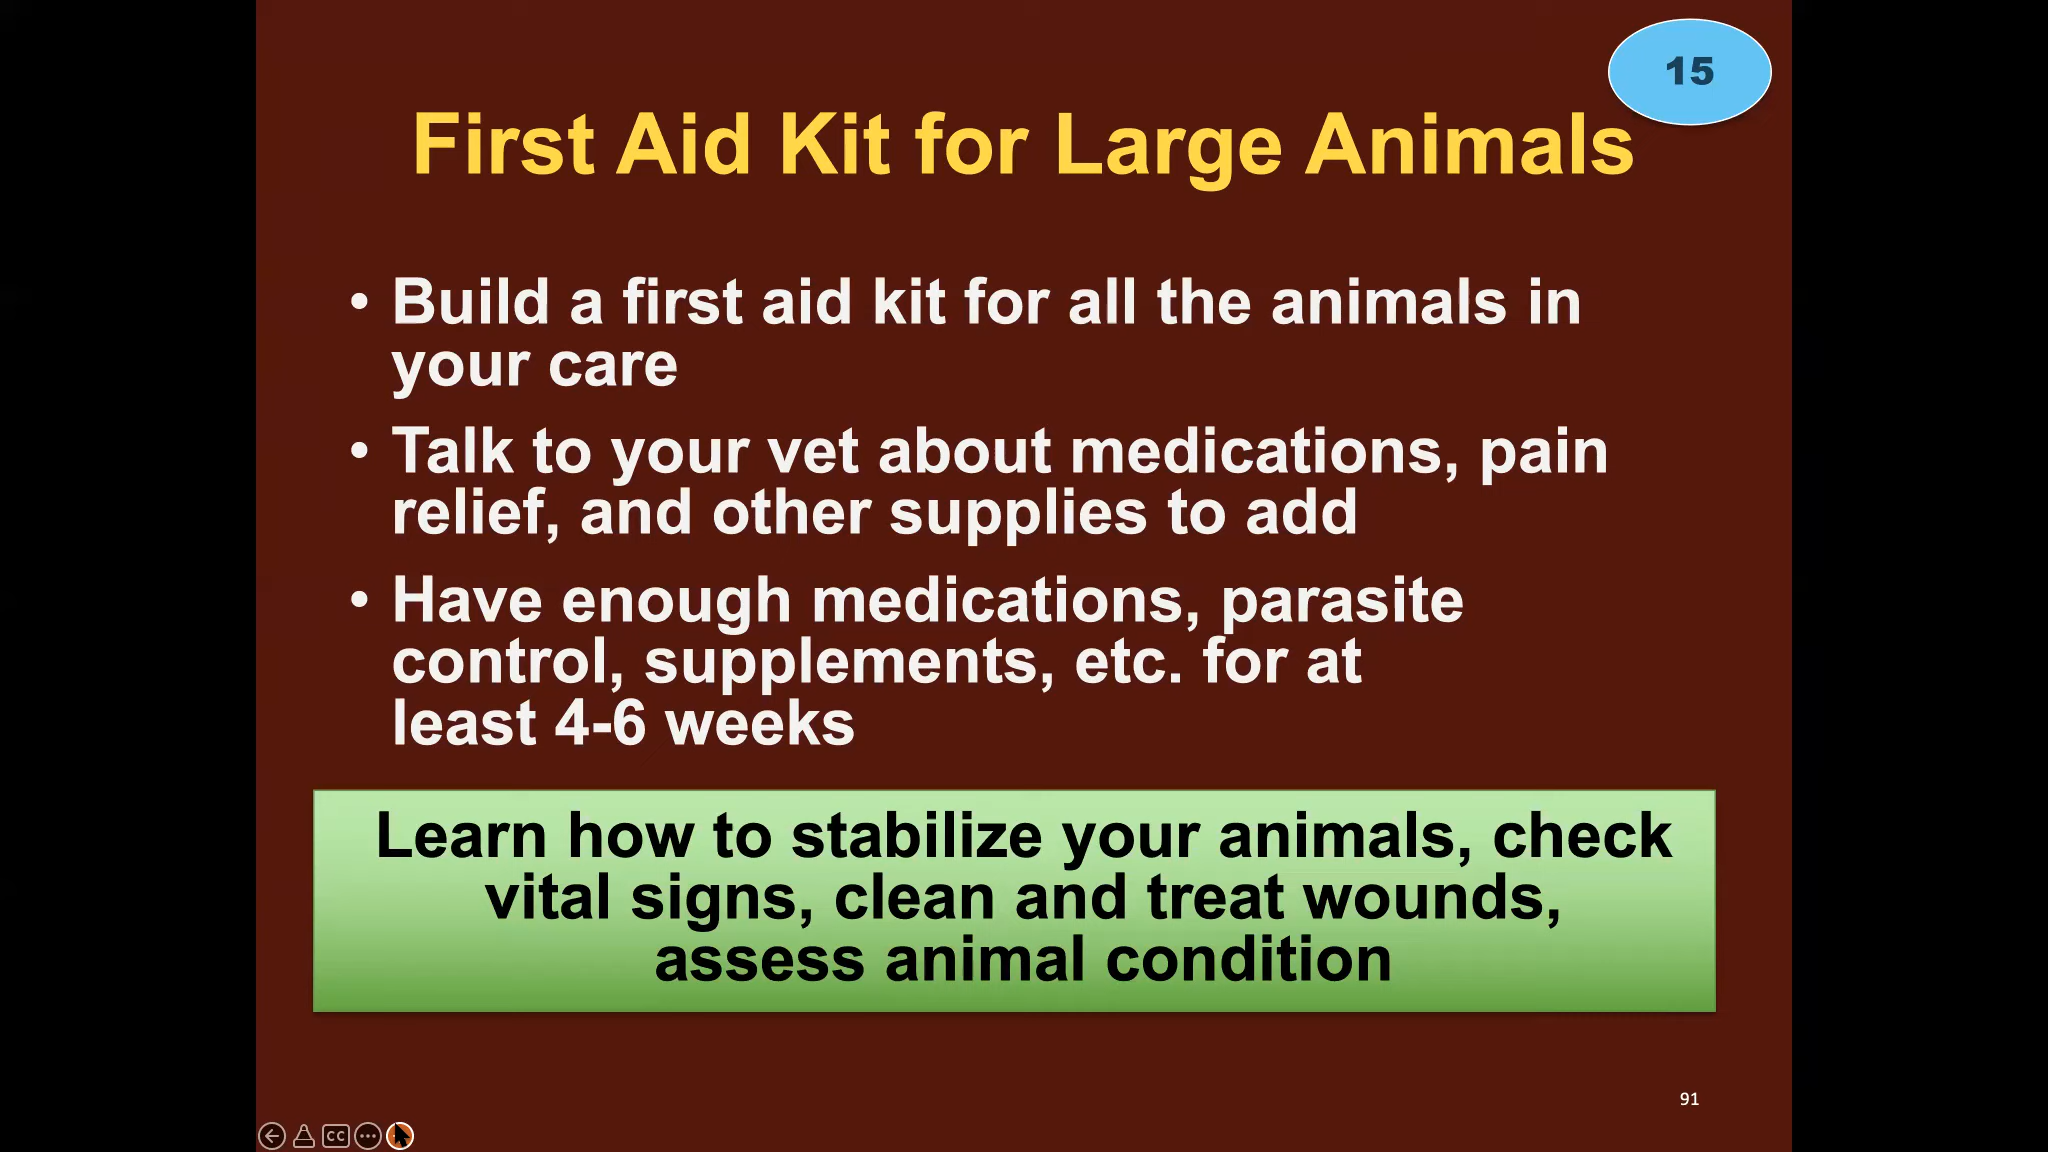 15
First Aid Kit for Large Animals
• Build a first aid kit for all the animals in
your care
• Talk to your vet about medications, pain
relief, and other supplies to add
• Have enough medications, parasite
control, supplements, etc. for at
least 4-6 weeks
Learn how to stabilize your animals, check
vital signs, clean and treat wounds,
assess animal condition
91
CC